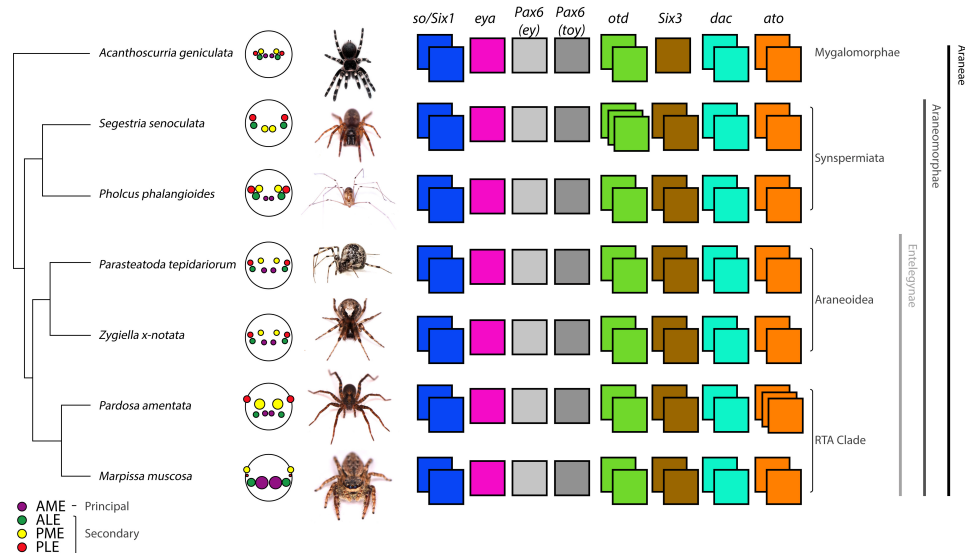 so/Six1 eya Pax6 (ey) Pax6 (toy) otd Six3 dac ato
Acanthoscurria geniculata
Mygalomorphae
Segestria senoculata
Synspermiata
Pholcus phalangioides
Parasteatoda tepidariorum
Araneoidea
Zygiella x-notata
Pardosa amentata
RTA Clade
Marpissa muscosa
Entelegynae
Araneomorphae
Araneae
AME - Principal
ALE
PME
PLE
Secondary